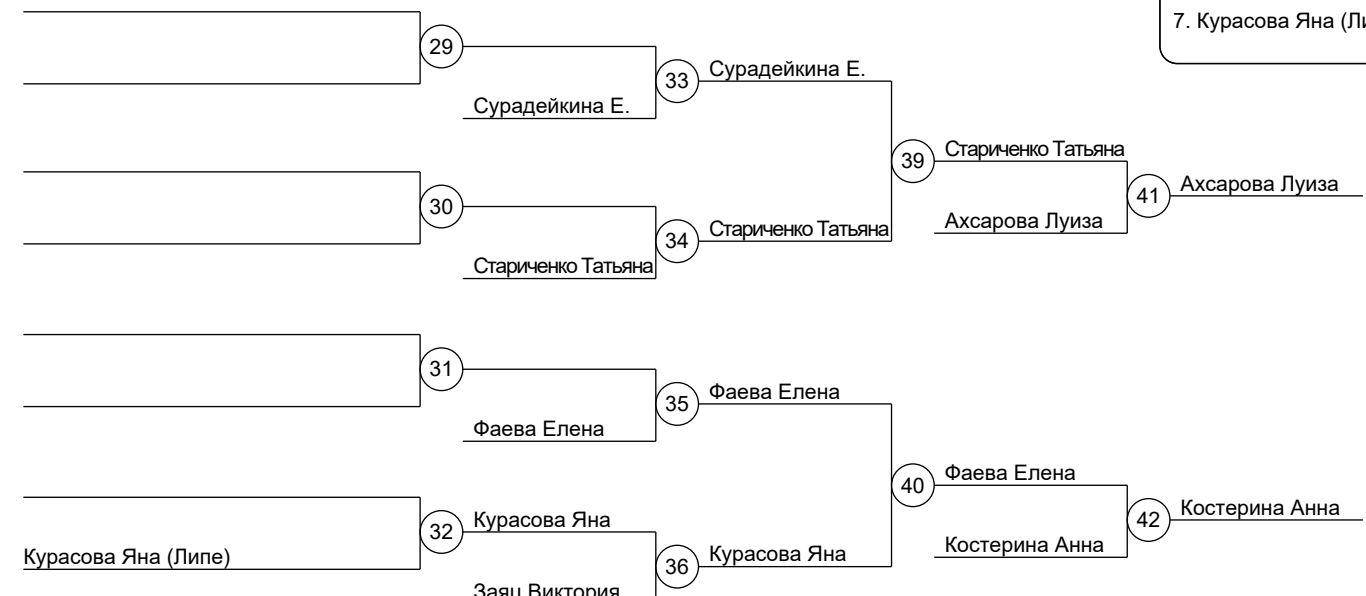 7. Курасова Яна (Ли
29
33
Сурадейкина Е.
Сурадейкина Е.
39
Стариченко Татьяна
41
Ахсарова Луиза
30
34
Стариченко Татьяна
Ахсарова Луиза
Стариченко Татьяна
31
35
Фаева Елена
Фаева Елена
40
Фаева Елена
42
Костерина Анна
32
Курасова Яна
36
Курасова Яна
Костерина Анна
Курасова Яна (Липе)
Заяц Виктория